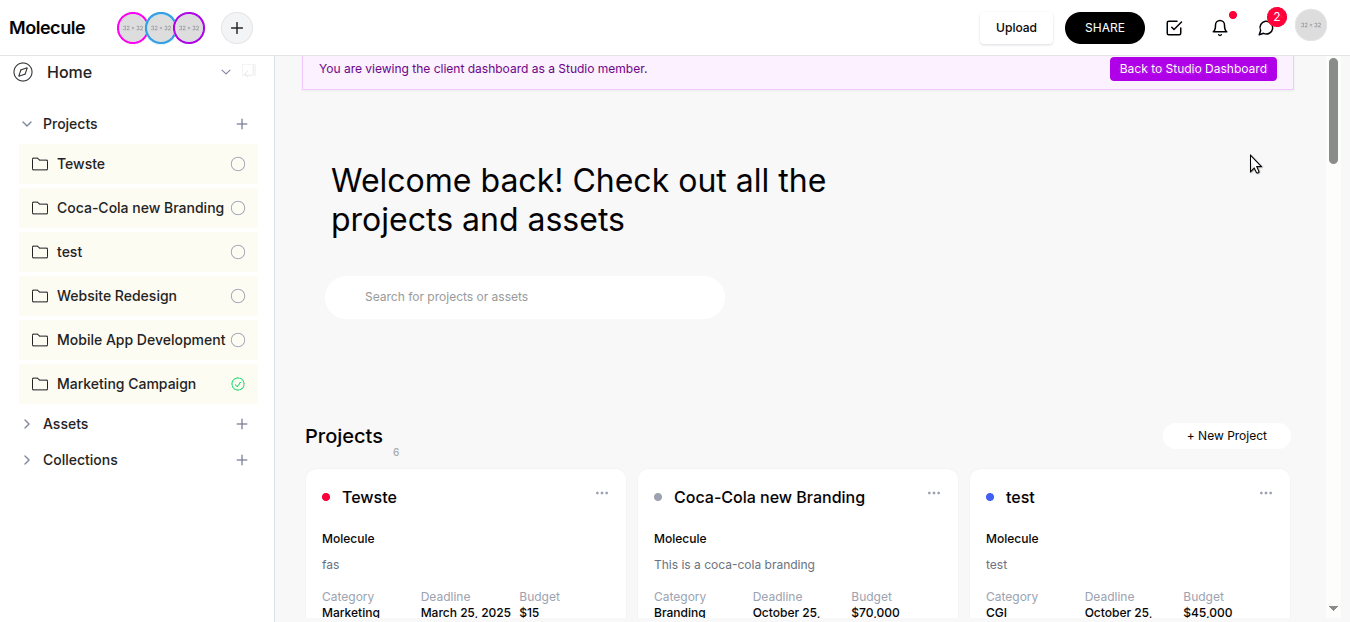 Molecule
32 × 32
32 × 32
32 × 32
Upload
SHARE
2
32 × 32
Home
You are viewing the client dashboard as a Studio member.
Back to Studio Dashboard
Projects
Tewste
Coca-Cola new Branding
test
Website Redesign
Mobile App Development
Marketing Campaign
Assets
Collections
Welcome back! Check out all the
projects and assets
Search for projects or assets
Projects
6
+ New Project
Tewste
Molecule
fas
Category Deadline Budget
Marketing March 25, 2025 $15
Coca-Cola new Branding
Molecule
This is a coca-cola branding
Category Deadline Budget
Branding October 25, $70,000
test
Molecule
test
Category Deadline Budget
CGI October 25, $45,000